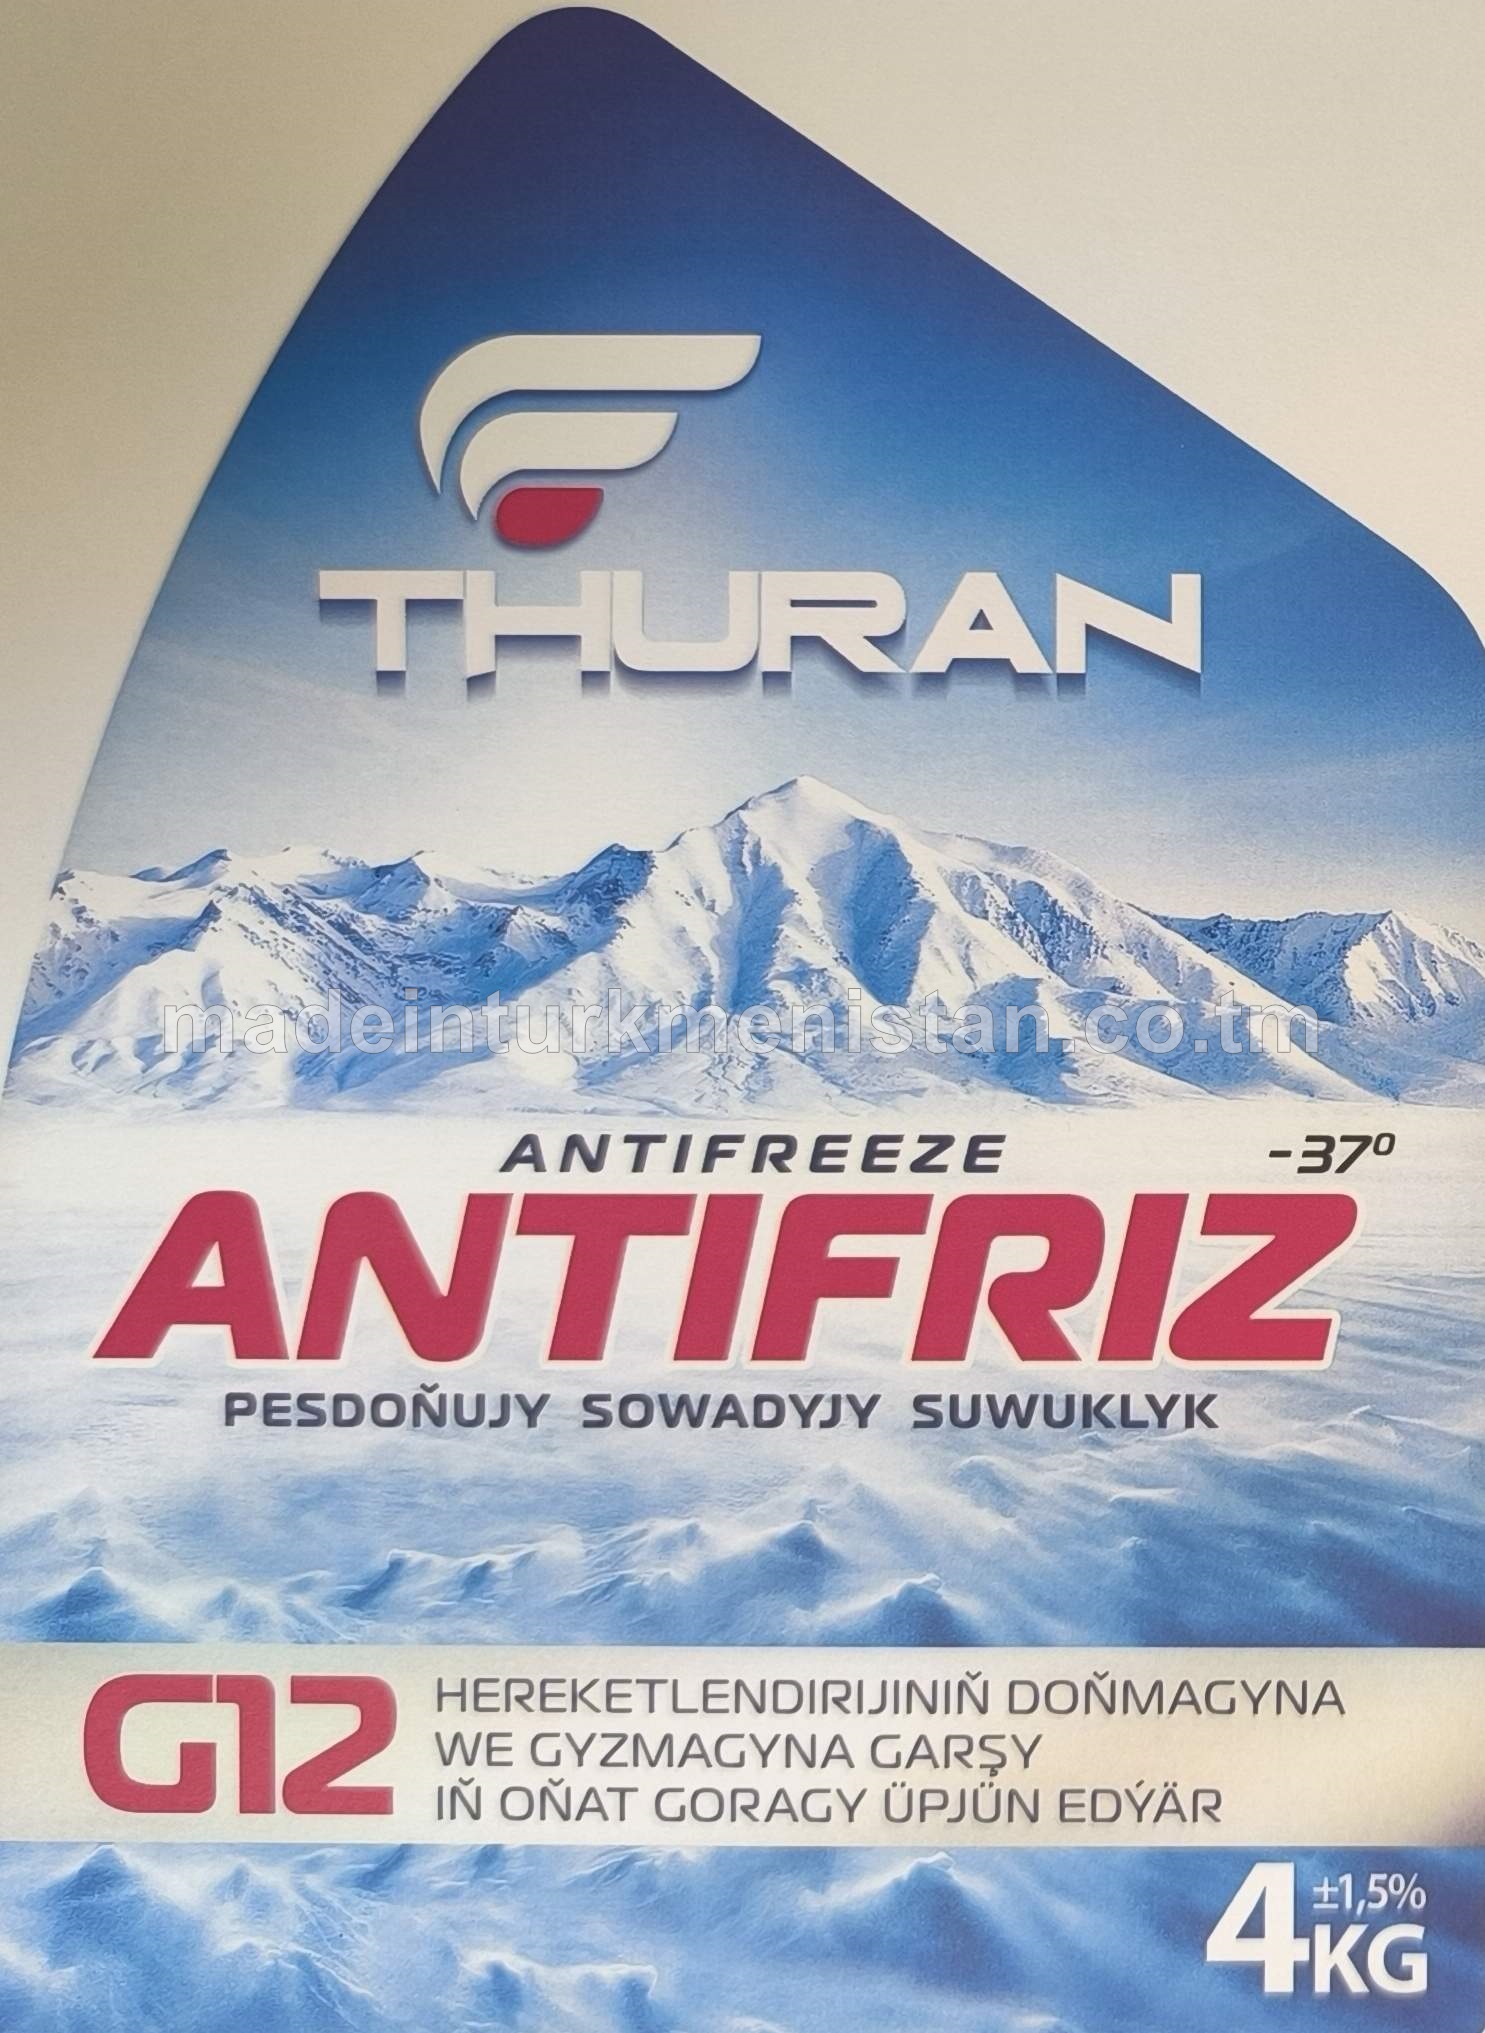 THURAN
madeinturkmenistan.co.tm
ANTIFREEZE -37⁰
ANTIFRIZ
PESDOŇUJY SOWADYJY SUWUKLYK
G12
HEREKETLENDIRIJINIŇ DOŇMAGYNA
WE GYZMAGYNA GARŞY
IŇ OŇAT GORAGY ÜPJÜN EDÝÄR
4 ±1,5%
KG